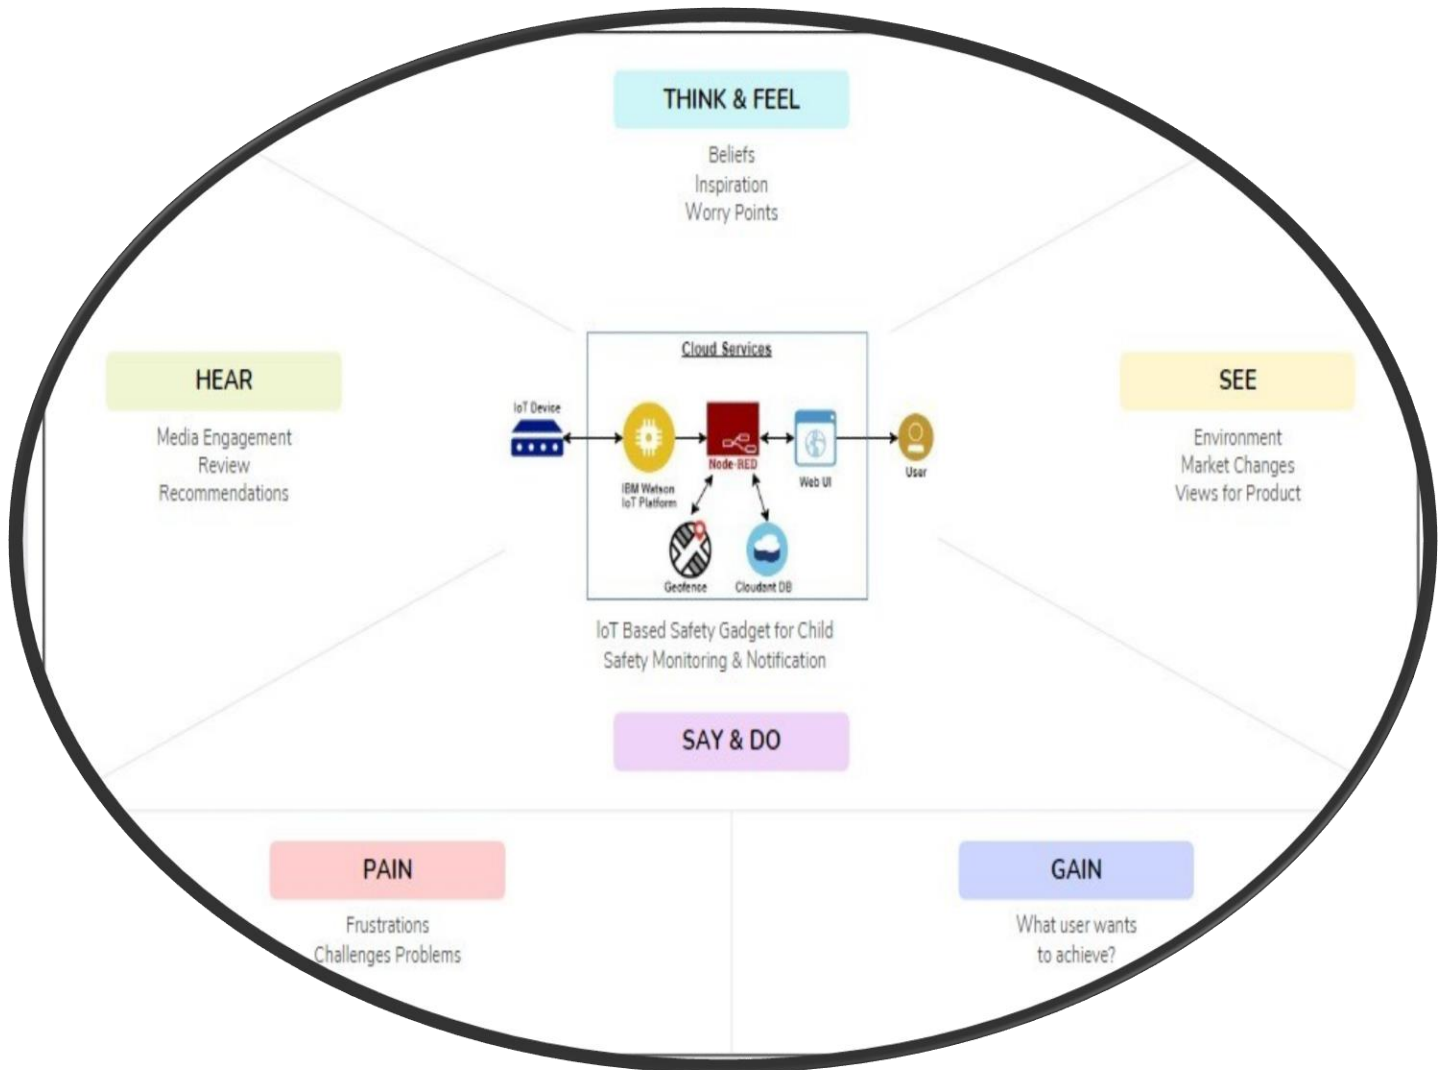 THINK & FEEL
Beliefs
Inspiration
Worry Points
HEAR
Media Engagement
Review
Recommendations
Cloud Services
IoT Device
IBM Watson
IoT Platform
Node-RED
Web UI
User
Geofence
Cloudant DB
SEE
Environment
Market Changes
Views for Product
IoT Based Safety Gadget for Child
Safety Monitoring & Notification
SAY & DO
PAIN
Frustrations
Challenges Problems
GAIN
What user wants
to achieve?